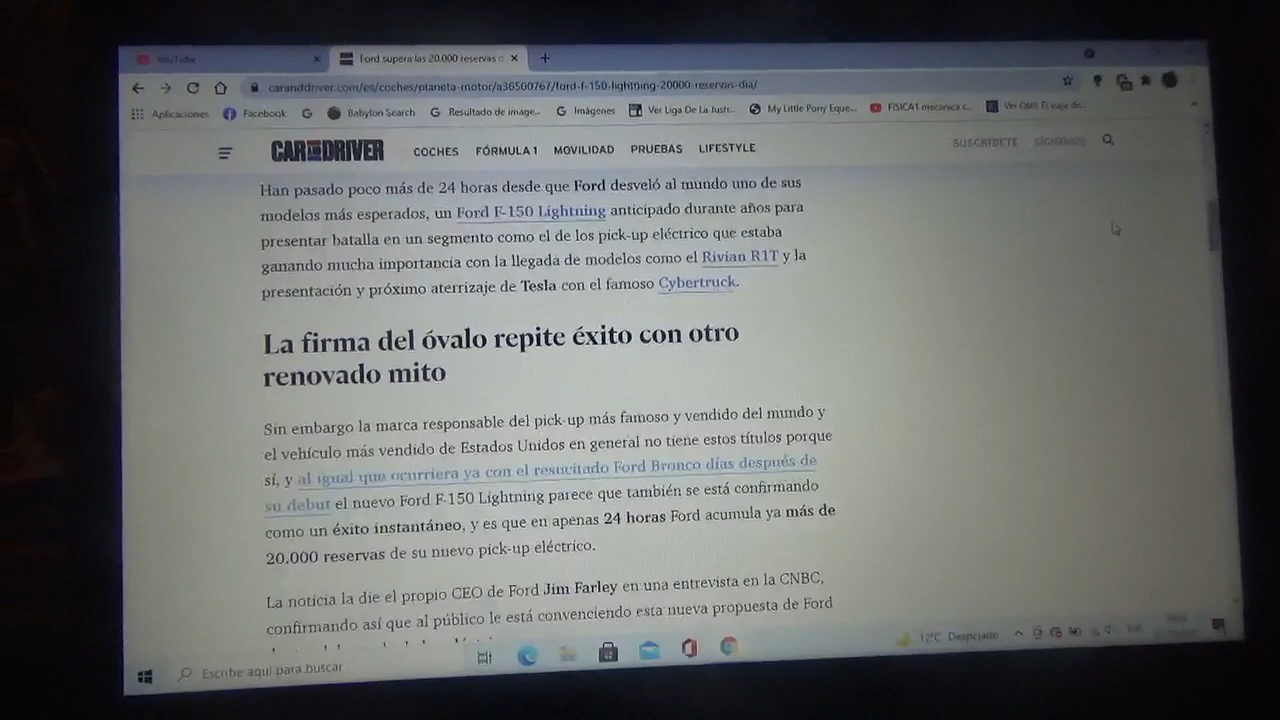 YouTube
Ford supera las 20.000 reservas
caranddriver.com/es/coches/planeta-motor/a36500767/ford-f-150-lightning-20000-reservas-dia/
Aplicaciones Facebook Babylon Search Resultado de image... Imágenes Ver Liga De La Justi... My Little Pony Eque... FISICA1 mecanica c...
CAR AND DRIVER COCHES FÓRMULA 1 MOVILIDAD PRUEBAS LIFESTYLE SUSCRÍBETE SÍGUENOS
Han pasado poco más de 24 horas desde que Ford desveló al mundo uno de sus
modelos más esperados, un Ford F-150 Lightning anticipado durante años para
presentar batalla en un segmento como el de los pick-up eléctrico que estaba
ganando mucha importancia con la llegada de modelos como el Rivian R1T y la
presentación y próximo aterrizaje de Tesla con el famoso Cybertruck.
La firma del óvalo repite éxito con otro
renovado mito
Sin embargo la marca responsable del pick-up más famoso y vendido del mundo y
el vehículo más vendido de Estados Unidos en general no tiene estos títulos porque
sí, y al igual que ocurriera ya con el resucitado Ford Bronco días después de
su debut el nuevo Ford F-150 Lightning parece que también se está confirmando
como un éxito instantáneo, y es que en apenas 24 horas Ford acumula ya más de
20.000 reservas de su nuevo pick-up eléctrico.
La noticia la die el propio CEO de Ford Jim Farley en una entrevista en la CNBC,
confirmando así que al público le está convenciendo esta nueva propuesta de Ford
Escribe aquí para buscar
12°C Despejado